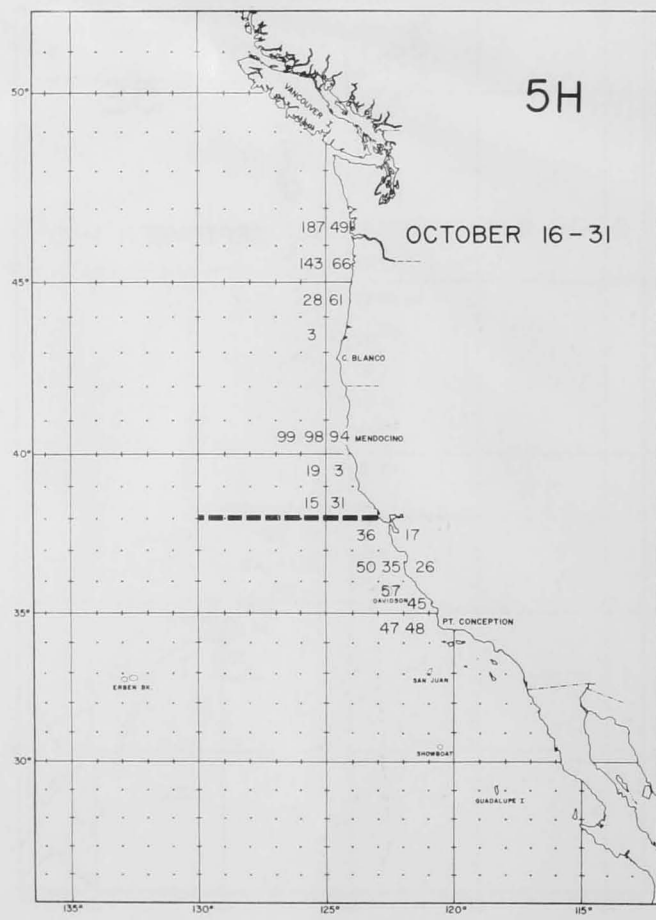 5H
50°
VANCOUVER I.
187 49
OCTOBER 16-31
143 66
45°
28 61
3
C. BLANCO
99 98 94 MENDOCINO
40°
19 3
15 31
36 17
50 35 26
57
DAVIDSON
45
35°
PT. CONCEPTION
47 48
ERBEN BK.
SAN JUAN
SHOWBOAT
30°
GUADALUPE I.
135° 130° 125° 120° 115°